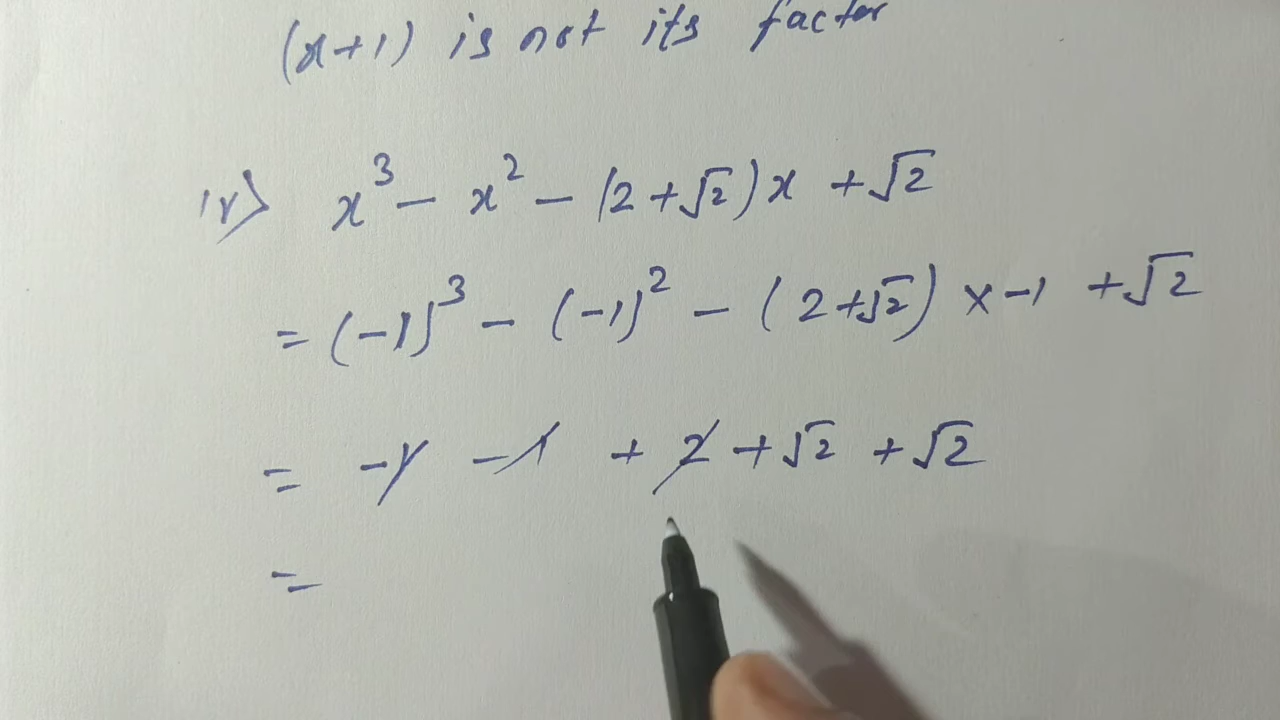 (x+1) is not its factor
iv) x³ - x² - (2+√2)x + √2
= (-1)³ - (-1)² - (2+√2) × -1 + √2
= -1 -1 + 2 + √2 + √2
=